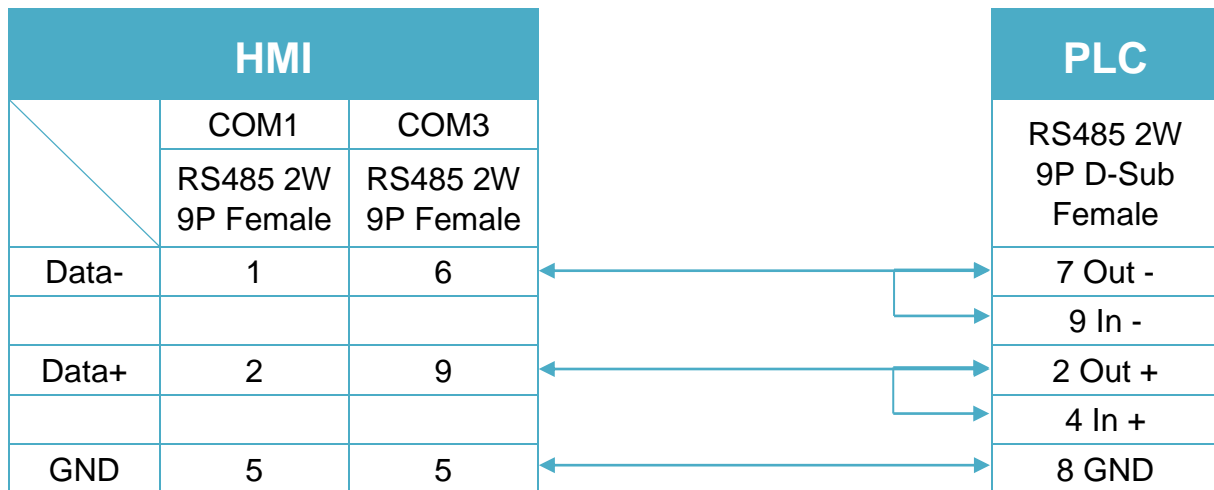 HMI PLC
COM1 COM3
RS485 2W
9P D-Sub
Female
RS485 2W RS485 2W
9P Female 9P Female
Data- 1 6 7 Out -
9 In -
Data+ 2 9 2 Out +
4 In +
GND 5 5 8 GND